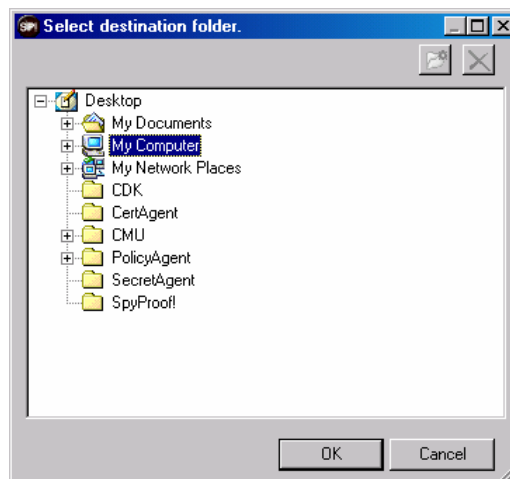 Select destination folder.
Desktop
My Documents
My Computer
My Network Places
CDK
CertAgent
CMU
PolicyAgent
SecretAgent
SpyProof!
OK Cancel